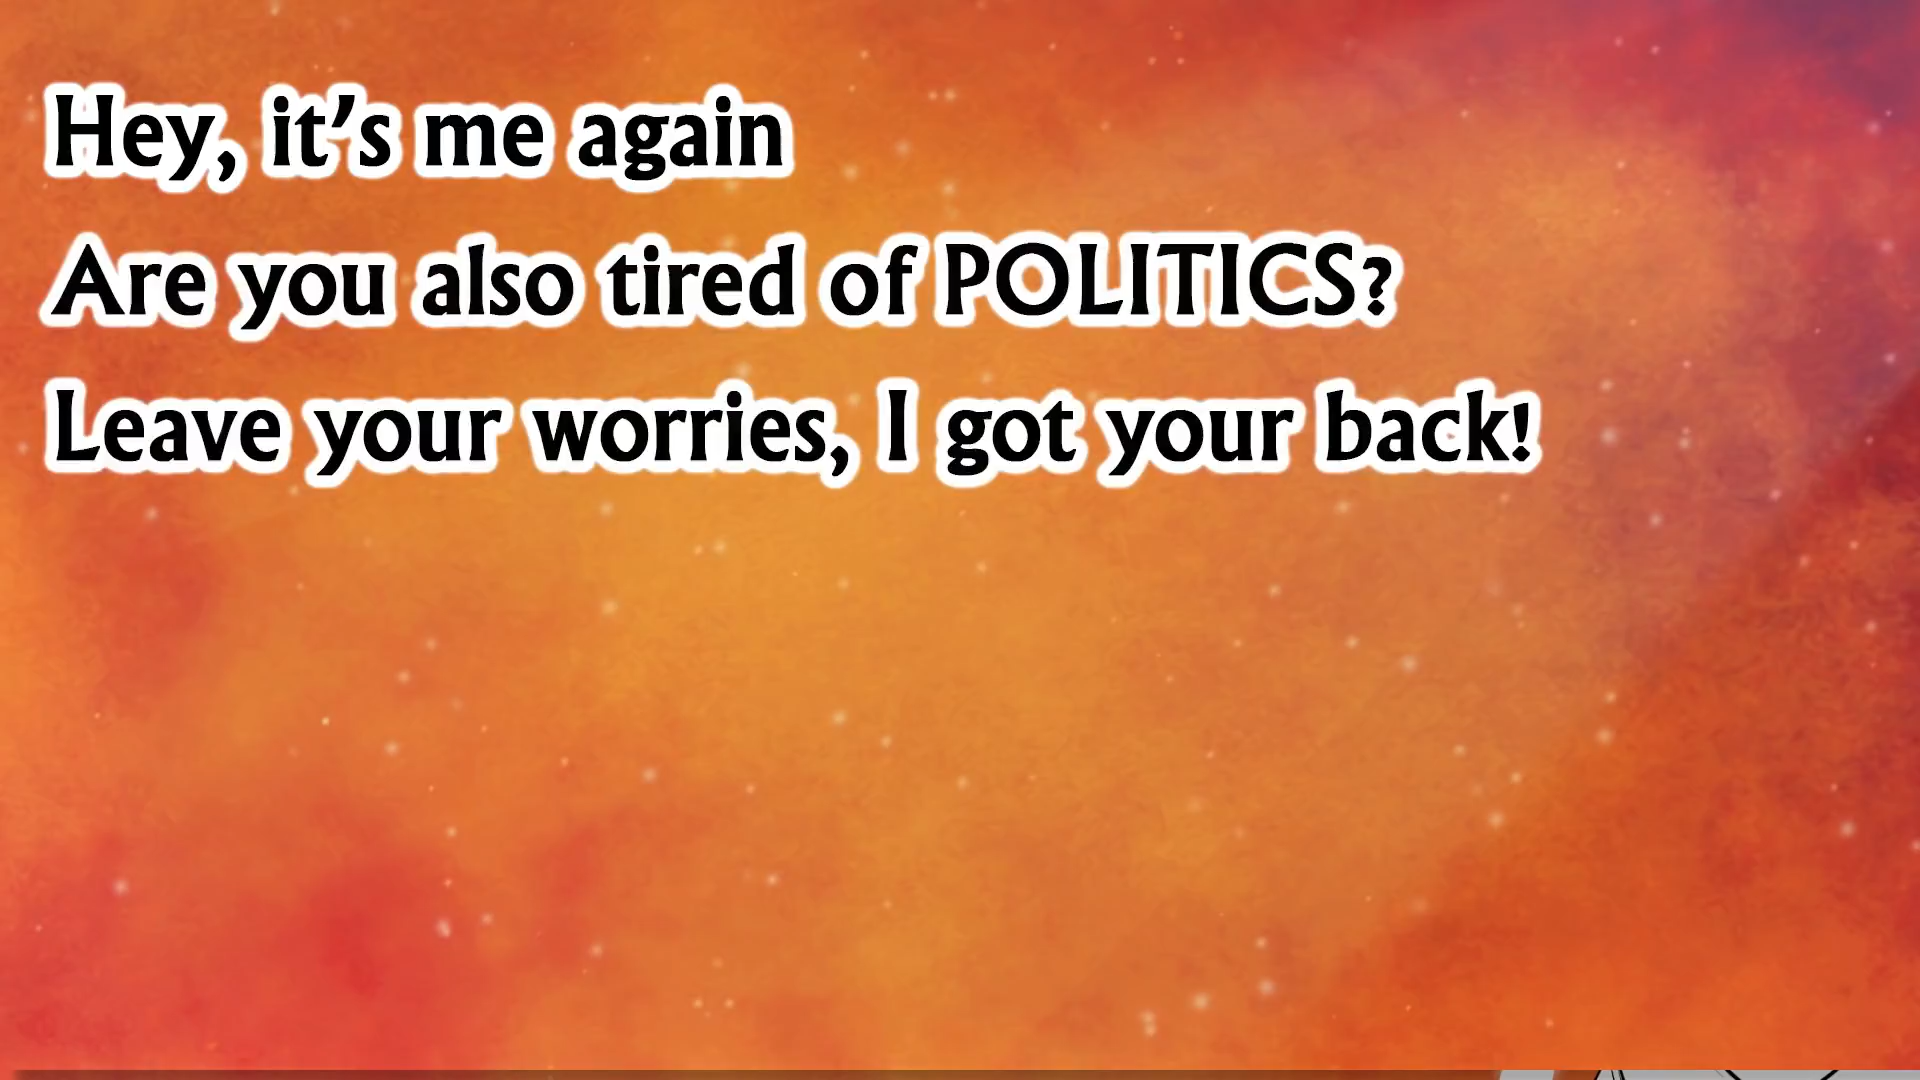 Hey, it’s me again
Are you also tired of POLITICS?
Leave your worries, I got your back!